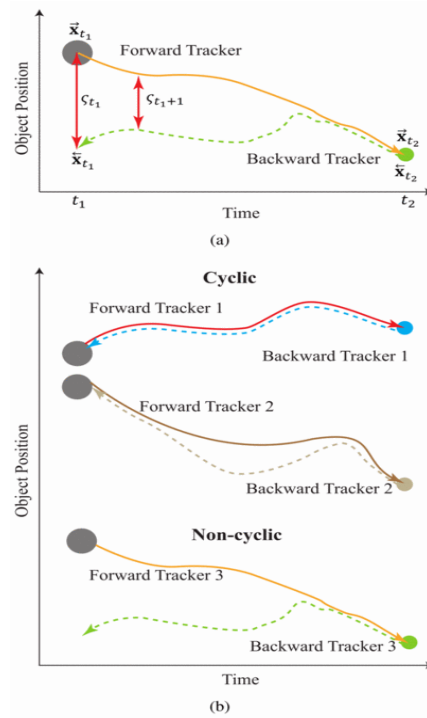 x⃗t₁
Forward Tracker
Object Position
ςt₁
ςt₁+1
x⃖t₁
Backward Tracker
x⃗t₂
x⃖t₂
t₁
t₂
Time
(a)
Cyclic
Forward Tracker 1
Backward Tracker 1
Forward Tracker 2
Object Position
Backward Tracker 2
Non-cyclic
Forward Tracker 3
Backward Tracker 3
Time
(b)